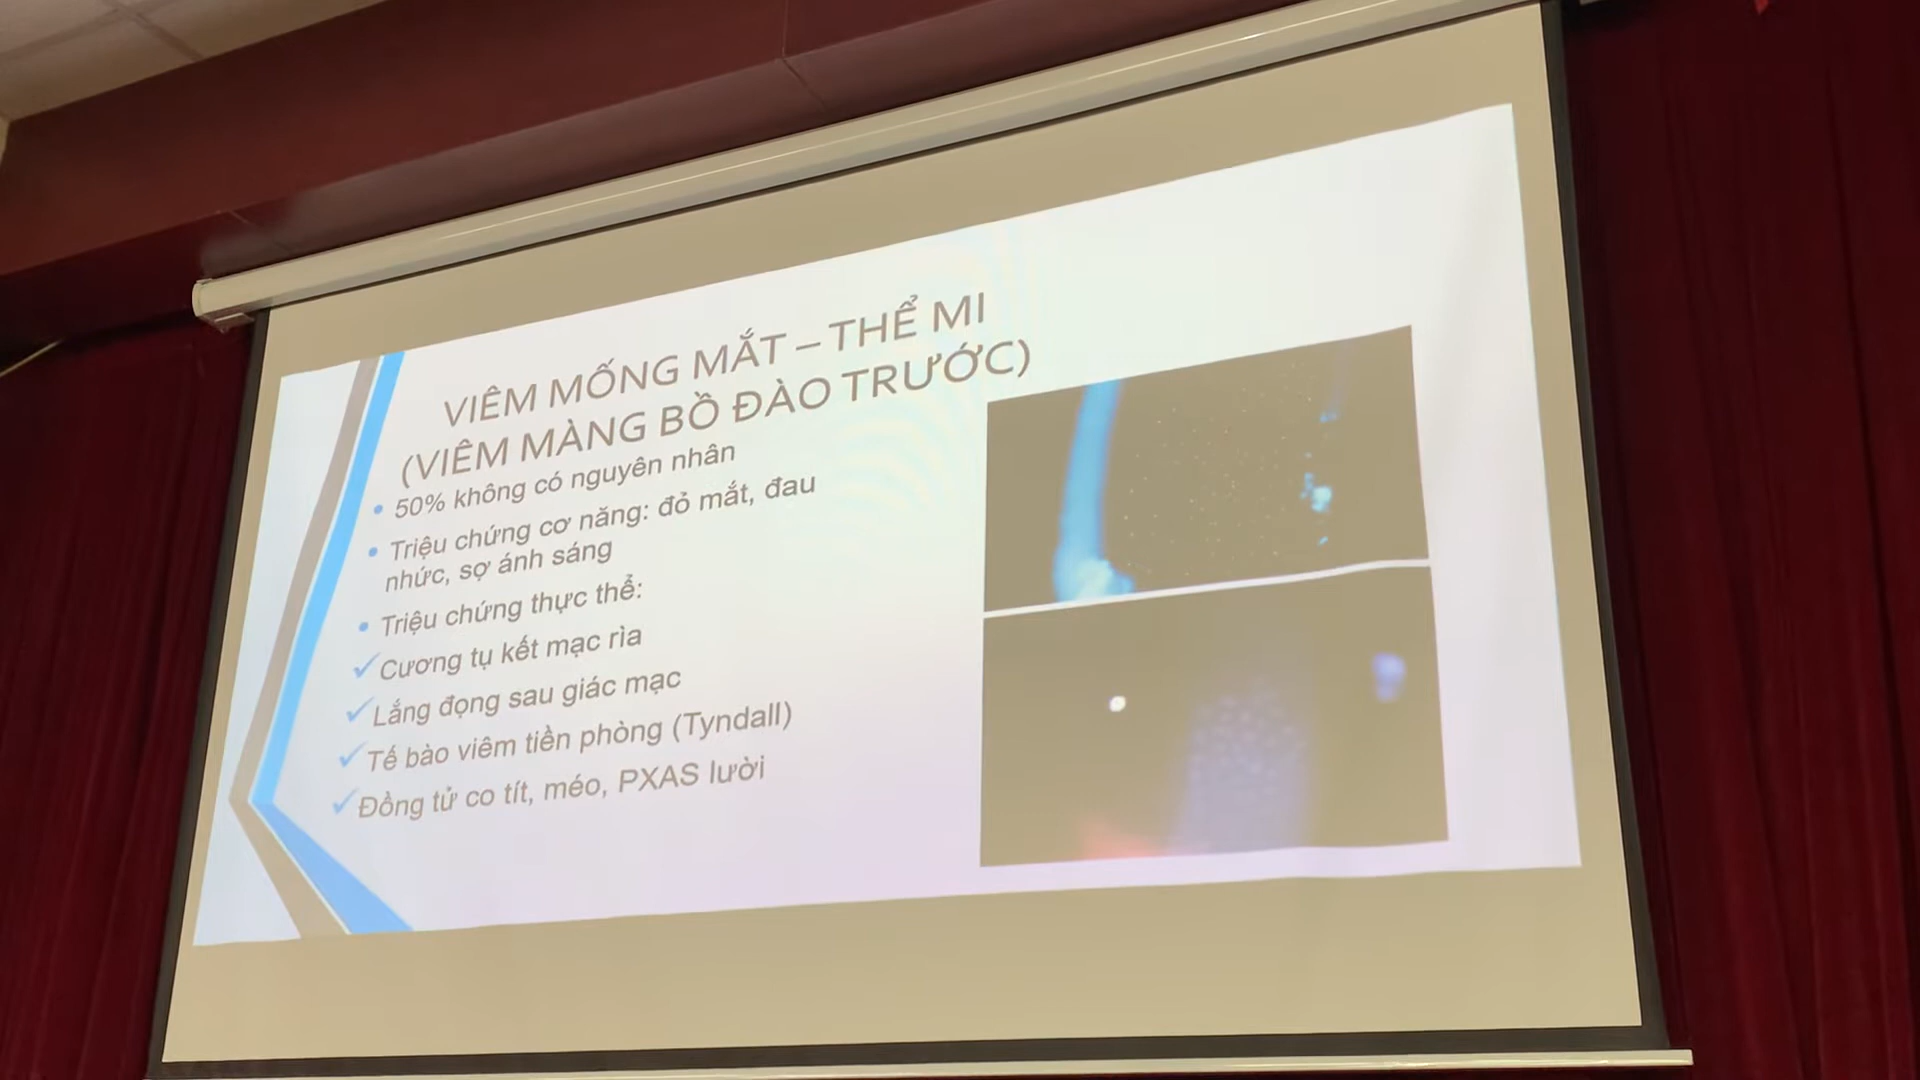 VIÊM MỐNG MẮT – THỂ MI
(VIÊM MÀNG BỒ ĐÀO TRƯỚC)
• 50% không có nguyên nhân
• Triệu chứng cơ năng: đỏ mắt, đau
nhức, sợ ánh sáng
• Triệu chứng thực thể:
✓ Cương tụ kết mạc rìa
✓ Lắng đọng sau giác mạc
✓ Tế bào viêm tiền phòng (Tyndall)
✓ Đồng tử co tít, méo, PXAS lười